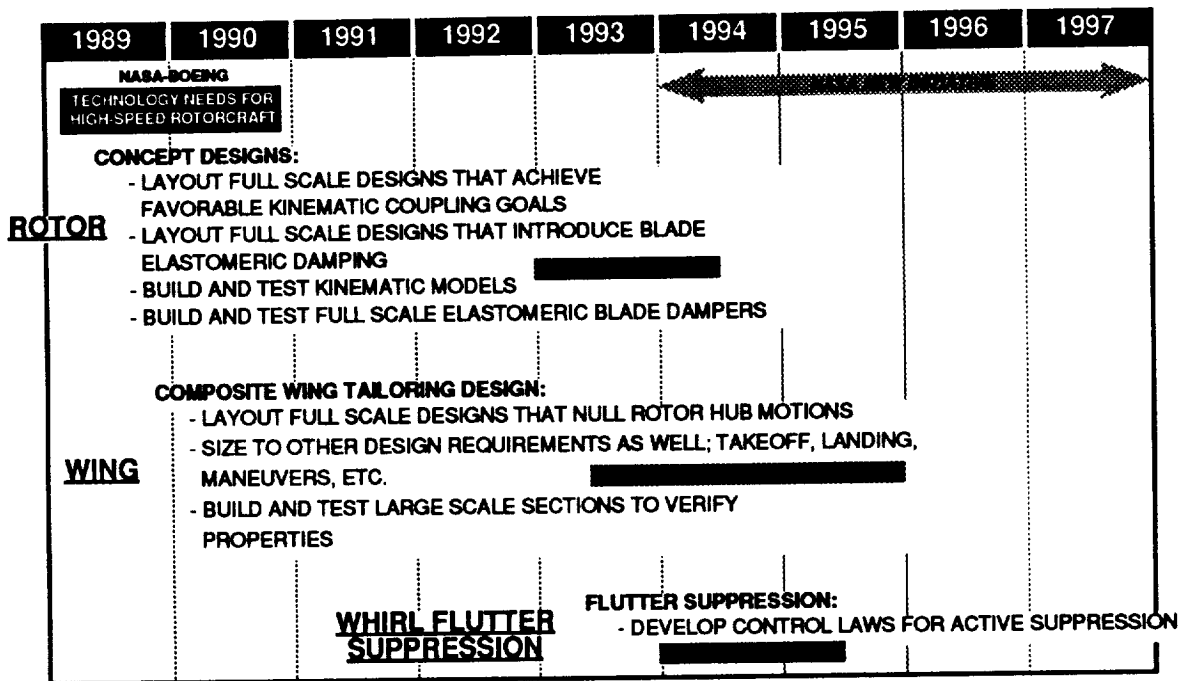 1989 1990 1991 1992 1993 1994 1995 1996 1997
NASA-BOEING
TECHNOLOGY NEEDS FOR
HIGH-SPEED ROTORCRAFT
CONCEPT DESIGNS:
- LAYOUT FULL SCALE DESIGNS THAT ACHIEVE
FAVORABLE KINEMATIC COUPLING GOALS
ROTOR
- LAYOUT FULL SCALE DESIGNS THAT INTRODUCE BLADE
ELASTOMERIC DAMPING
- BUILD AND TEST KINEMATIC MODELS
- BUILD AND TEST FULL SCALE ELASTOMERIC BLADE DAMPERS
COMPOSITE WING TAILORING DESIGN:
- LAYOUT FULL SCALE DESIGNS THAT NULL ROTOR HUB MOTIONS
- SIZE TO OTHER DESIGN REQUIREMENTS AS WELL; TAKEOFF, LANDING,
WING
MANEUVERS, ETC.
- BUILD AND TEST LARGE SCALE SECTIONS TO VERIFY
PROPERTIES
FLUTTER SUPPRESSION:
WHIRL FLUTTER
SUPPRESSION
- DEVELOP CONTROL LAWS FOR ACTIVE SUPPRESSION